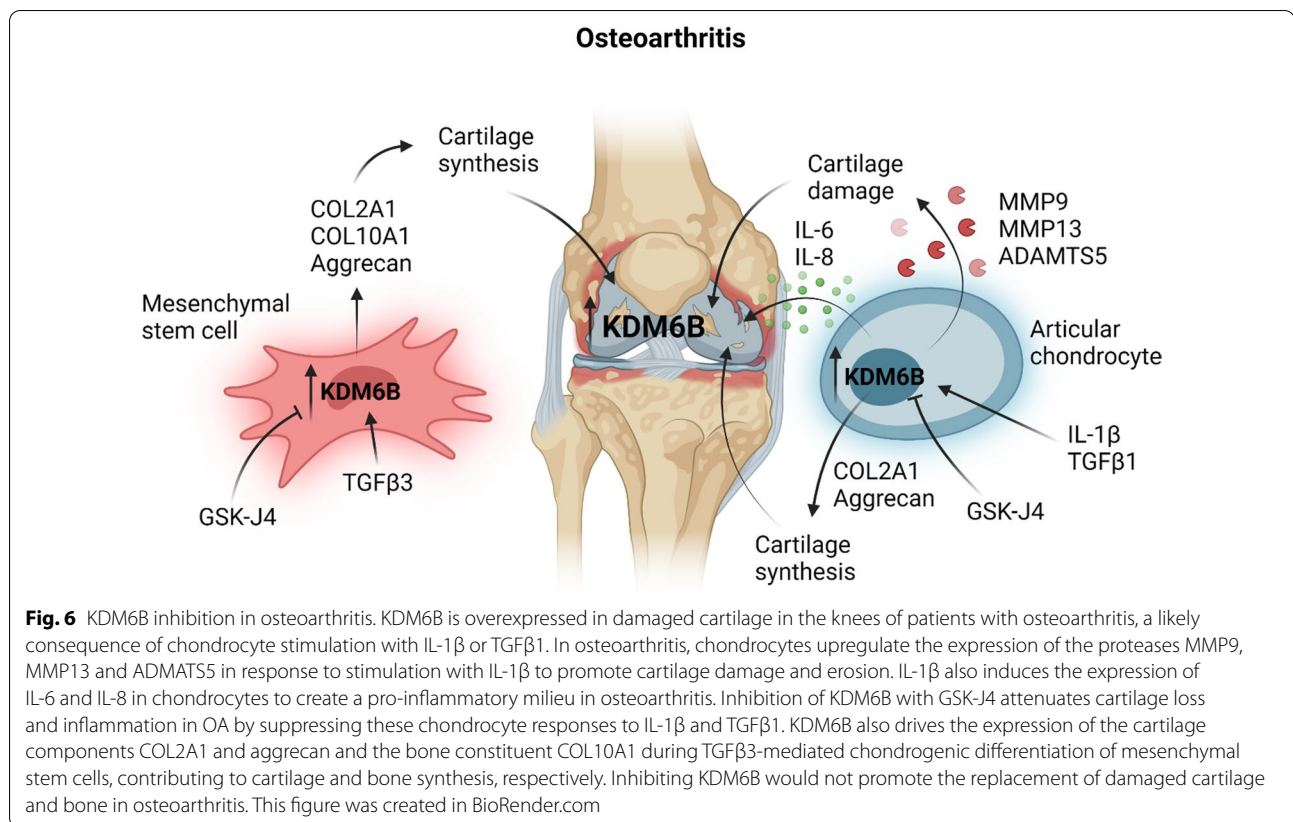 Osteoarthritis
Cartilage
synthesis
COL2A1
COL10A1
Aggrecan
Mesenchymal
stem cell
KDM6B
TGFβ3
GSK-J4
KDM6B
Cartilage
damage
IL-6
IL-8
MMP9
MMP13
ADAMTS5
Articular
chondrocyte
KDM6B
IL-1β
TGFβ1
GSK-J4
COL2A1
Aggrecan
Cartilage
synthesis
Fig. 6 KDM6B inhibition in osteoarthritis. KDM6B is overexpressed in damaged cartilage in the knees of patients with osteoarthritis, a likely
consequence of chondrocyte stimulation with IL-1β or TGFβ1. In osteoarthritis, chondrocytes upregulate the expression of the proteases MMP9,
MMP13 and ADMATS5 in response to stimulation with IL-1β to promote cartilage damage and erosion. IL-1β also induces the expression of
IL-6 and IL-8 in chondrocytes to create a pro-inflammatory milieu in osteoarthritis. Inhibition of KDM6B with GSK-J4 attenuates cartilage loss
and inflammation in OA by suppressing these chondrocyte responses to IL-1β and TGFβ1. KDM6B also drives the expression of the cartilage
components COL2A1 and aggrecan and the bone constituent COL10A1 during TGFβ3-mediated chondrogenic differentiation of mesenchymal
stem cells, contributing to cartilage and bone synthesis, respectively. Inhibiting KDM6B would not promote the replacement of damaged cartilage
and bone in osteoarthritis. This figure was created in BioRender.com